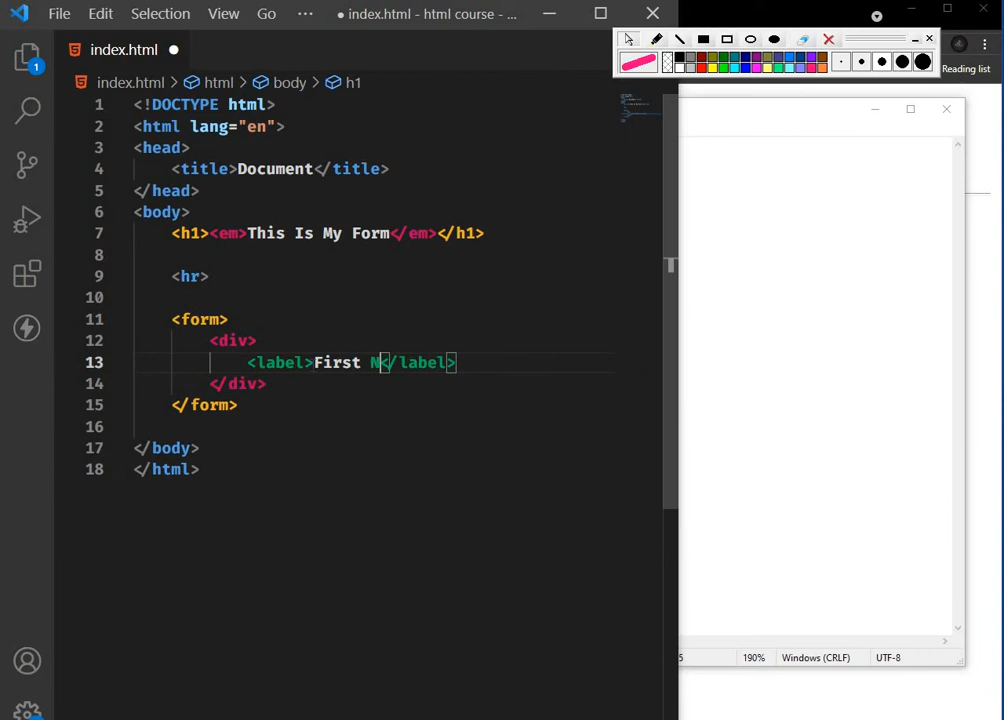 File Edit Selection View Go ··· ● index.html - html course - ...
index.html ●
index.html > html > body > h1
1 <!DOCTYPE html>
2 <html lang="en">
3 <head>
4 <title>Document</title>
5 </head>
6 <body>
7 <h1><em>This Is My Form</em></h1>
8
9 <hr>
10
11 <form>
12 <div>
13 <label>First N</label>
14 </div>
15 </form>
16
17 </body>
18 </html>
1
Reading list
5 190% Windows (CRLF) UTF-8